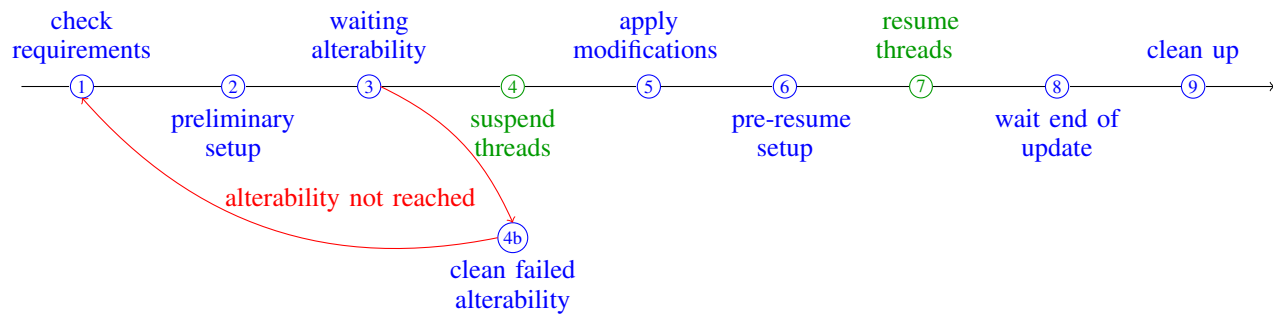 check
requirements
waiting
alterability
apply
modifications
resume
threads
clean up
1
2
3
4
5
6
7
8
9
preliminary
setup
suspend
threads
pre-resume
setup
wait end of
update
alterability not reached
4b
clean failed
alterability